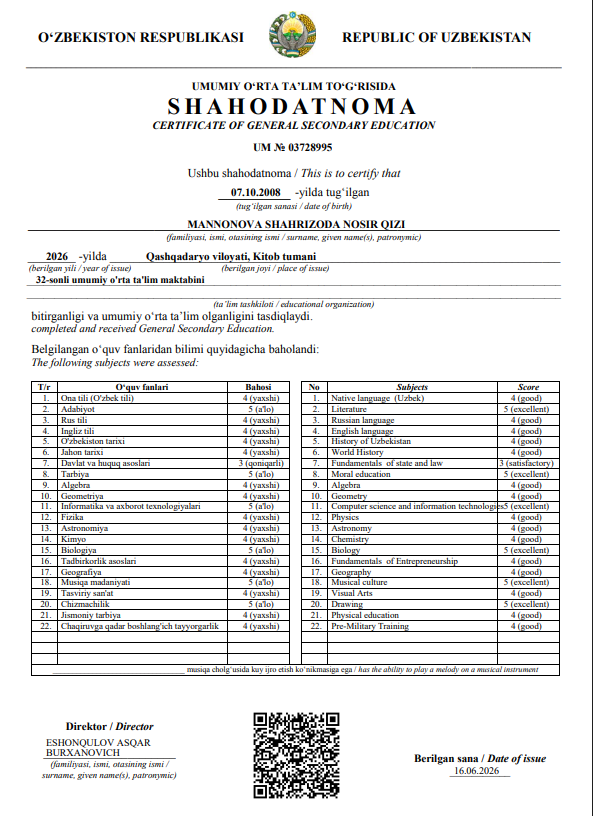 O‘ZBEKISTON RESPUBLIKASI REPUBLIC OF UZBEKISTAN
UMUMIY O‘RTA TA’LIM TO‘G‘RISIDA
SHAHODATNOMA
CERTIFICATE OF GENERAL SECONDARY EDUCATION
UM № 03728995
Ushbu shahodatnoma / This is to certify that
07.10.2008 -yilda tug‘ilgan
(tug‘ilgan sanasi / date of birth)
MANNONOVA SHAHRIZODA NOSIR QIZI
(familiyasi, ismi, otasining ismi / surname, given name(s), patronymic)
2026 -yilda Qashqadaryo viloyati, Kitob tumani
(berilgan yili / year of issue) (berilgan joyi / place of issue)
32-sonli umumiy o'rta ta'lim maktabini
(ta’lim tashkiloti / educational organization)
bitirganligi va umumiy o‘rta ta’lim olganligini tasdiqlaydi.
completed and received General Secondary Education.
Belgilangan o‘quv fanlaridan bilimi quyidagicha baholandi:
The following subjects were assessed:
T/r O‘quv fanlari Bahosi No Subjects Score
1. Ona tili (O'zbek tili) 4 (yaxshi) 1. Native language (Uzbek) 4 (good)
2. Adabiyot 5 (a'lo) 2. Literature 5 (excellent)
3. Rus tili 4 (yaxshi) 3. Russian language 4 (good)
4. Ingliz tili 4 (yaxshi) 4. English language 4 (good)
5. O'zbekiston tarixi 4 (yaxshi) 5. History of Uzbekistan 4 (good)
6. Jahon tarixi 4 (yaxshi) 6. World History 4 (good)
7. Davlat va huquq asoslari 3 (qoniqarli) 7. Fundamentals of state and law 3 (satisfactory)
8. Tarbiya 5 (a'lo) 8. Moral education 5 (excellent)
9. Algebra 4 (yaxshi) 9. Algebra 4 (good)
10. Geometriya 4 (yaxshi) 10. Geometry 4 (good)
11. Informatika va axborot texnologiyalari 5 (a'lo) 11. Computer science and information technologies 5 (excellent)
12. Fizika 4 (yaxshi) 12. Physics 4 (good)
13. Astronomiya 4 (yaxshi) 13. Astronomy 4 (good)
14. Kimyo 4 (yaxshi) 14. Chemistry 4 (good)
15. Biologiya 5 (a'lo) 15. Biology 5 (excellent)
16. Tadbirkorlik asoslari 4 (yaxshi) 16. Fundamentals of Entrepreneurship 4 (good)
17. Geografiya 4 (yaxshi) 17. Geography 4 (good)
18. Musiqa madaniyati 5 (a'lo) 18. Musical culture 5 (excellent)
19. Tasviriy san'at 4 (yaxshi) 19. Visual Arts 4 (good)
20. Chizmachilik 5 (a'lo) 20. Drawing 5 (excellent)
21. Jismoniy tarbiya 4 (yaxshi) 21. Physical education 4 (good)
22. Chaqiruvga qadar boshlang'ich tayyorgarlik 4 (yaxshi) 22. Pre-Military Training 4 (good)
musiqa cholg‘usida kuy ijro etish ko‘nikmasiga ega / has the ability to play a melody on a musical instrument
Direktor / Director
ESHONQULOV ASQAR
BURXANOVICH
(familiyasi, ismi, otasining ismi /
surname, given name(s), patronymic)
Berilgan sana / Date of issue
16.06.2026